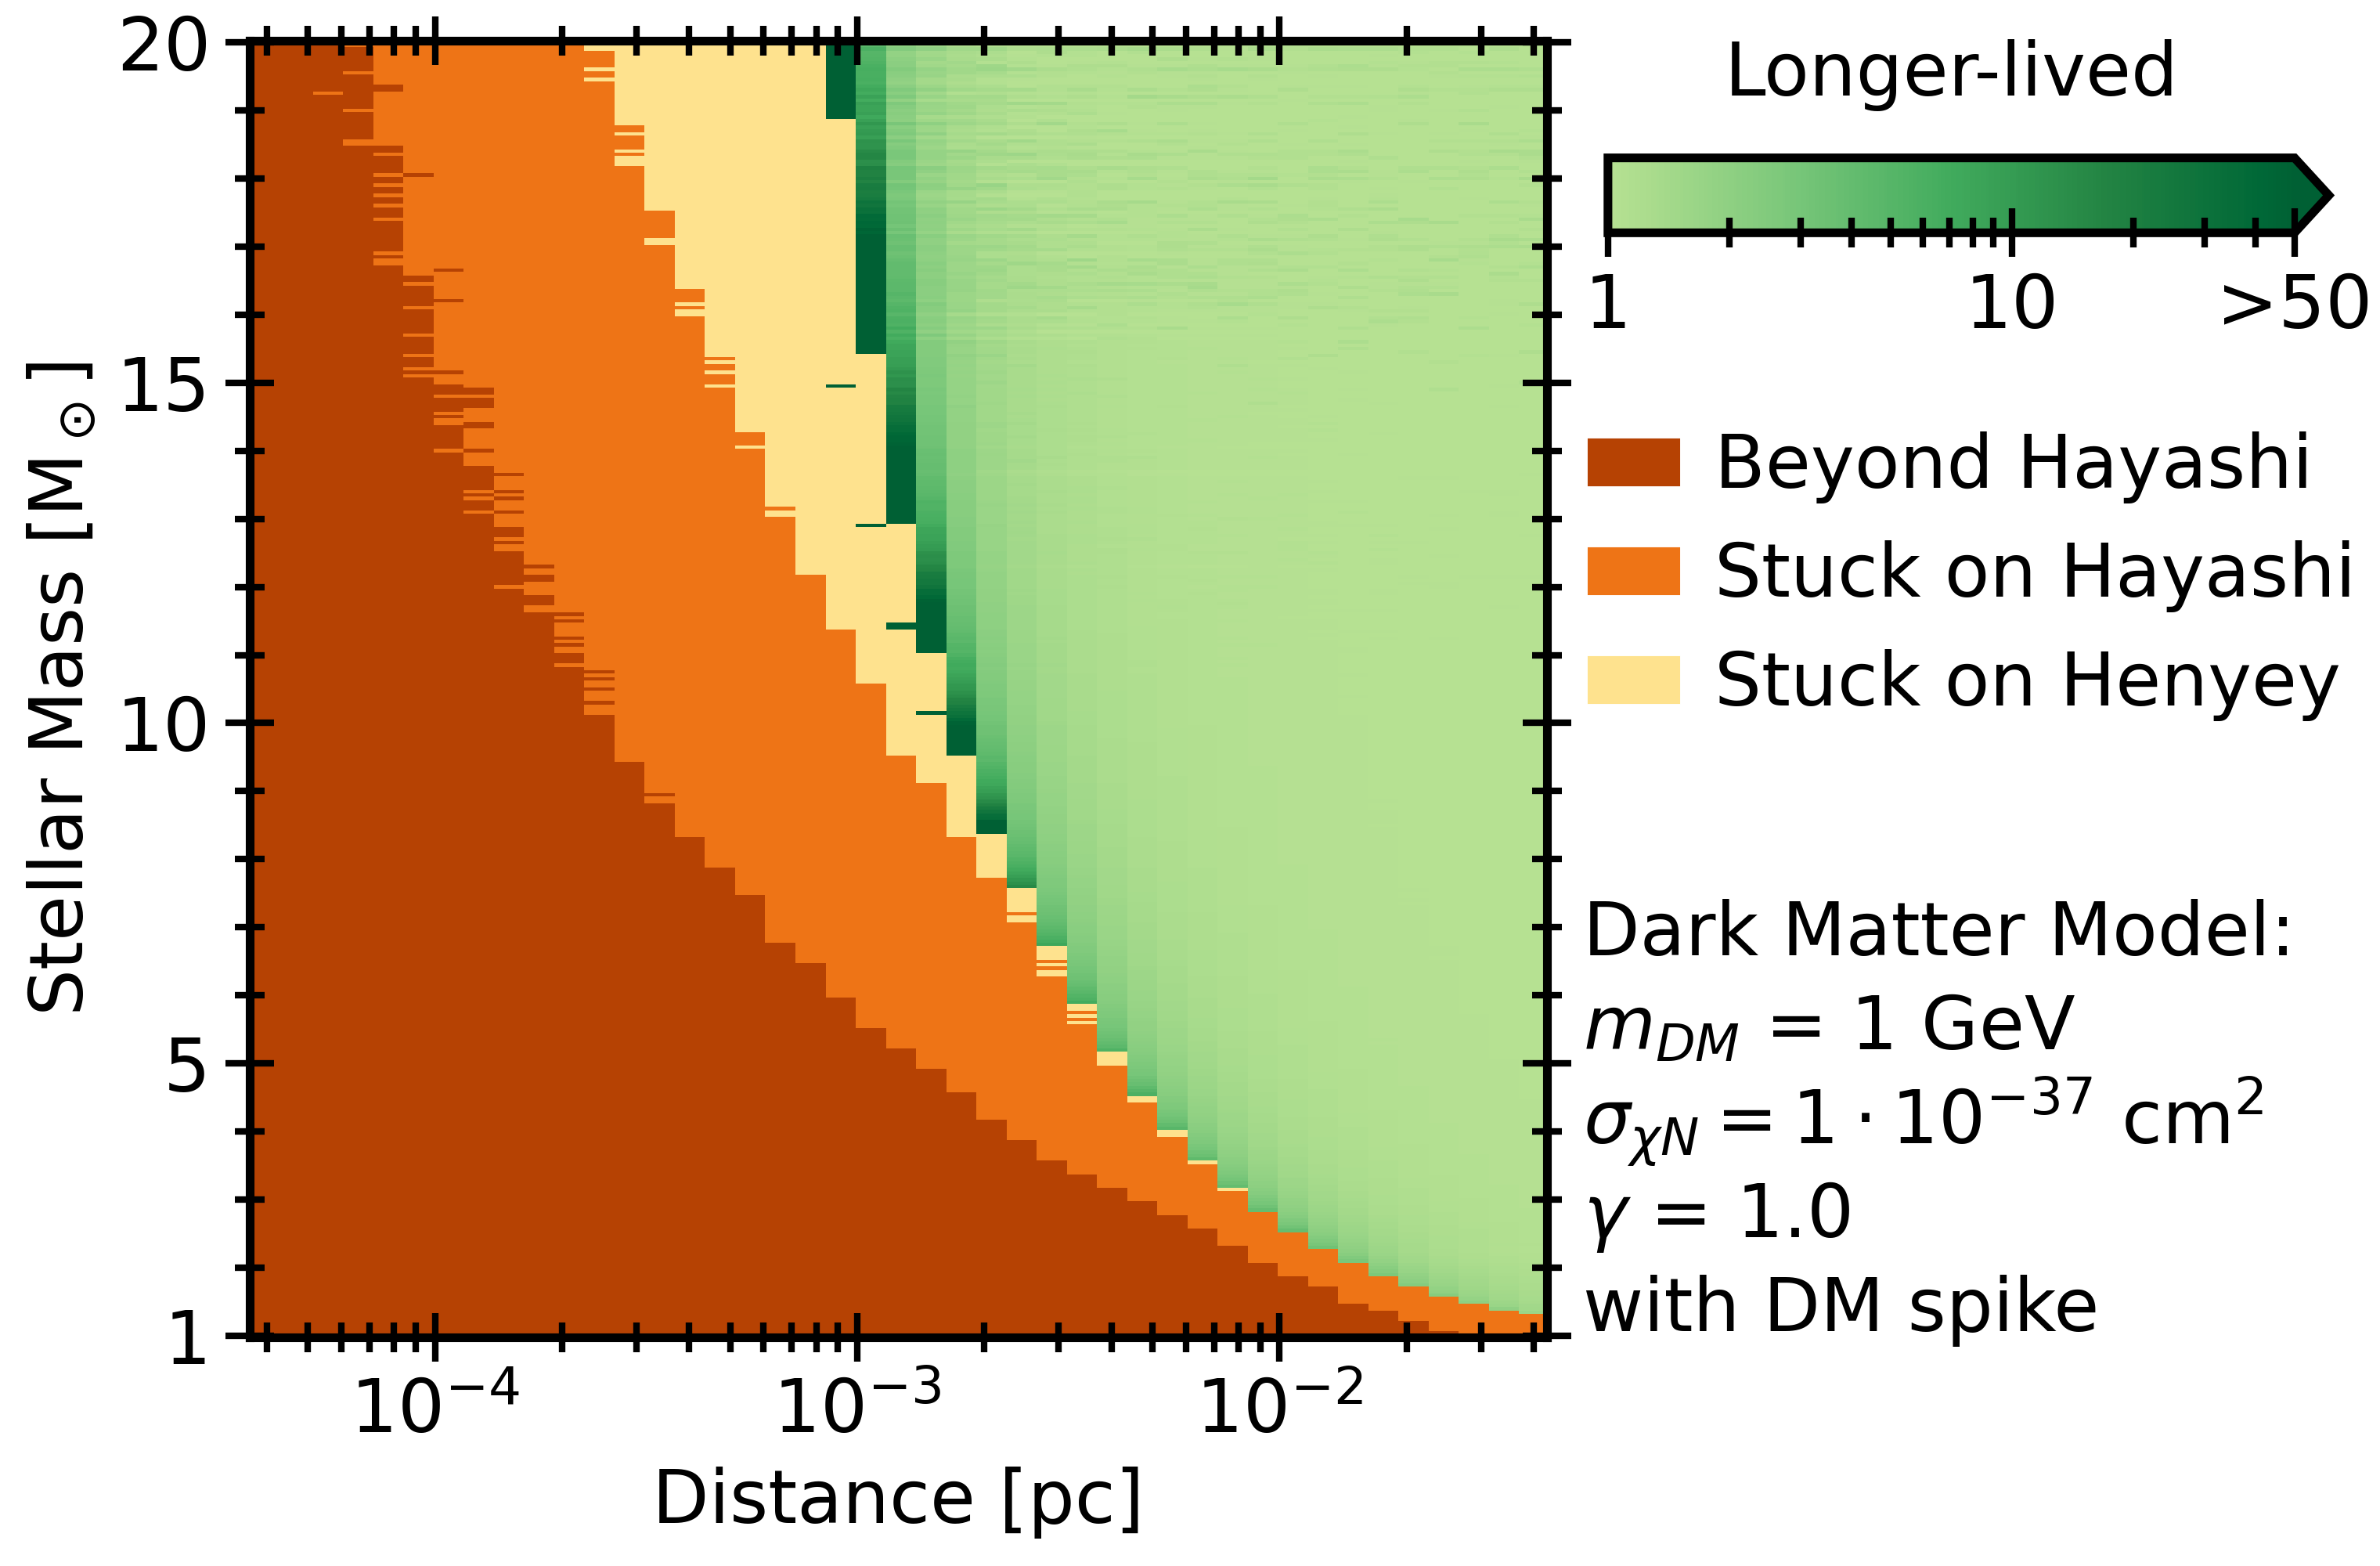 20
15
10
5
1
Stellar Mass [M⊙]
10⁻⁴
10⁻³
10⁻²
Distance [pc]
Longer-lived
1
10
>50
Beyond Hayashi
Stuck on Hayashi
Stuck on Henyey
Dark Matter Model:
m_DM = 1 GeV
σ_χN = 1 · 10⁻³⁷ cm²
γ = 1.0
with DM spike